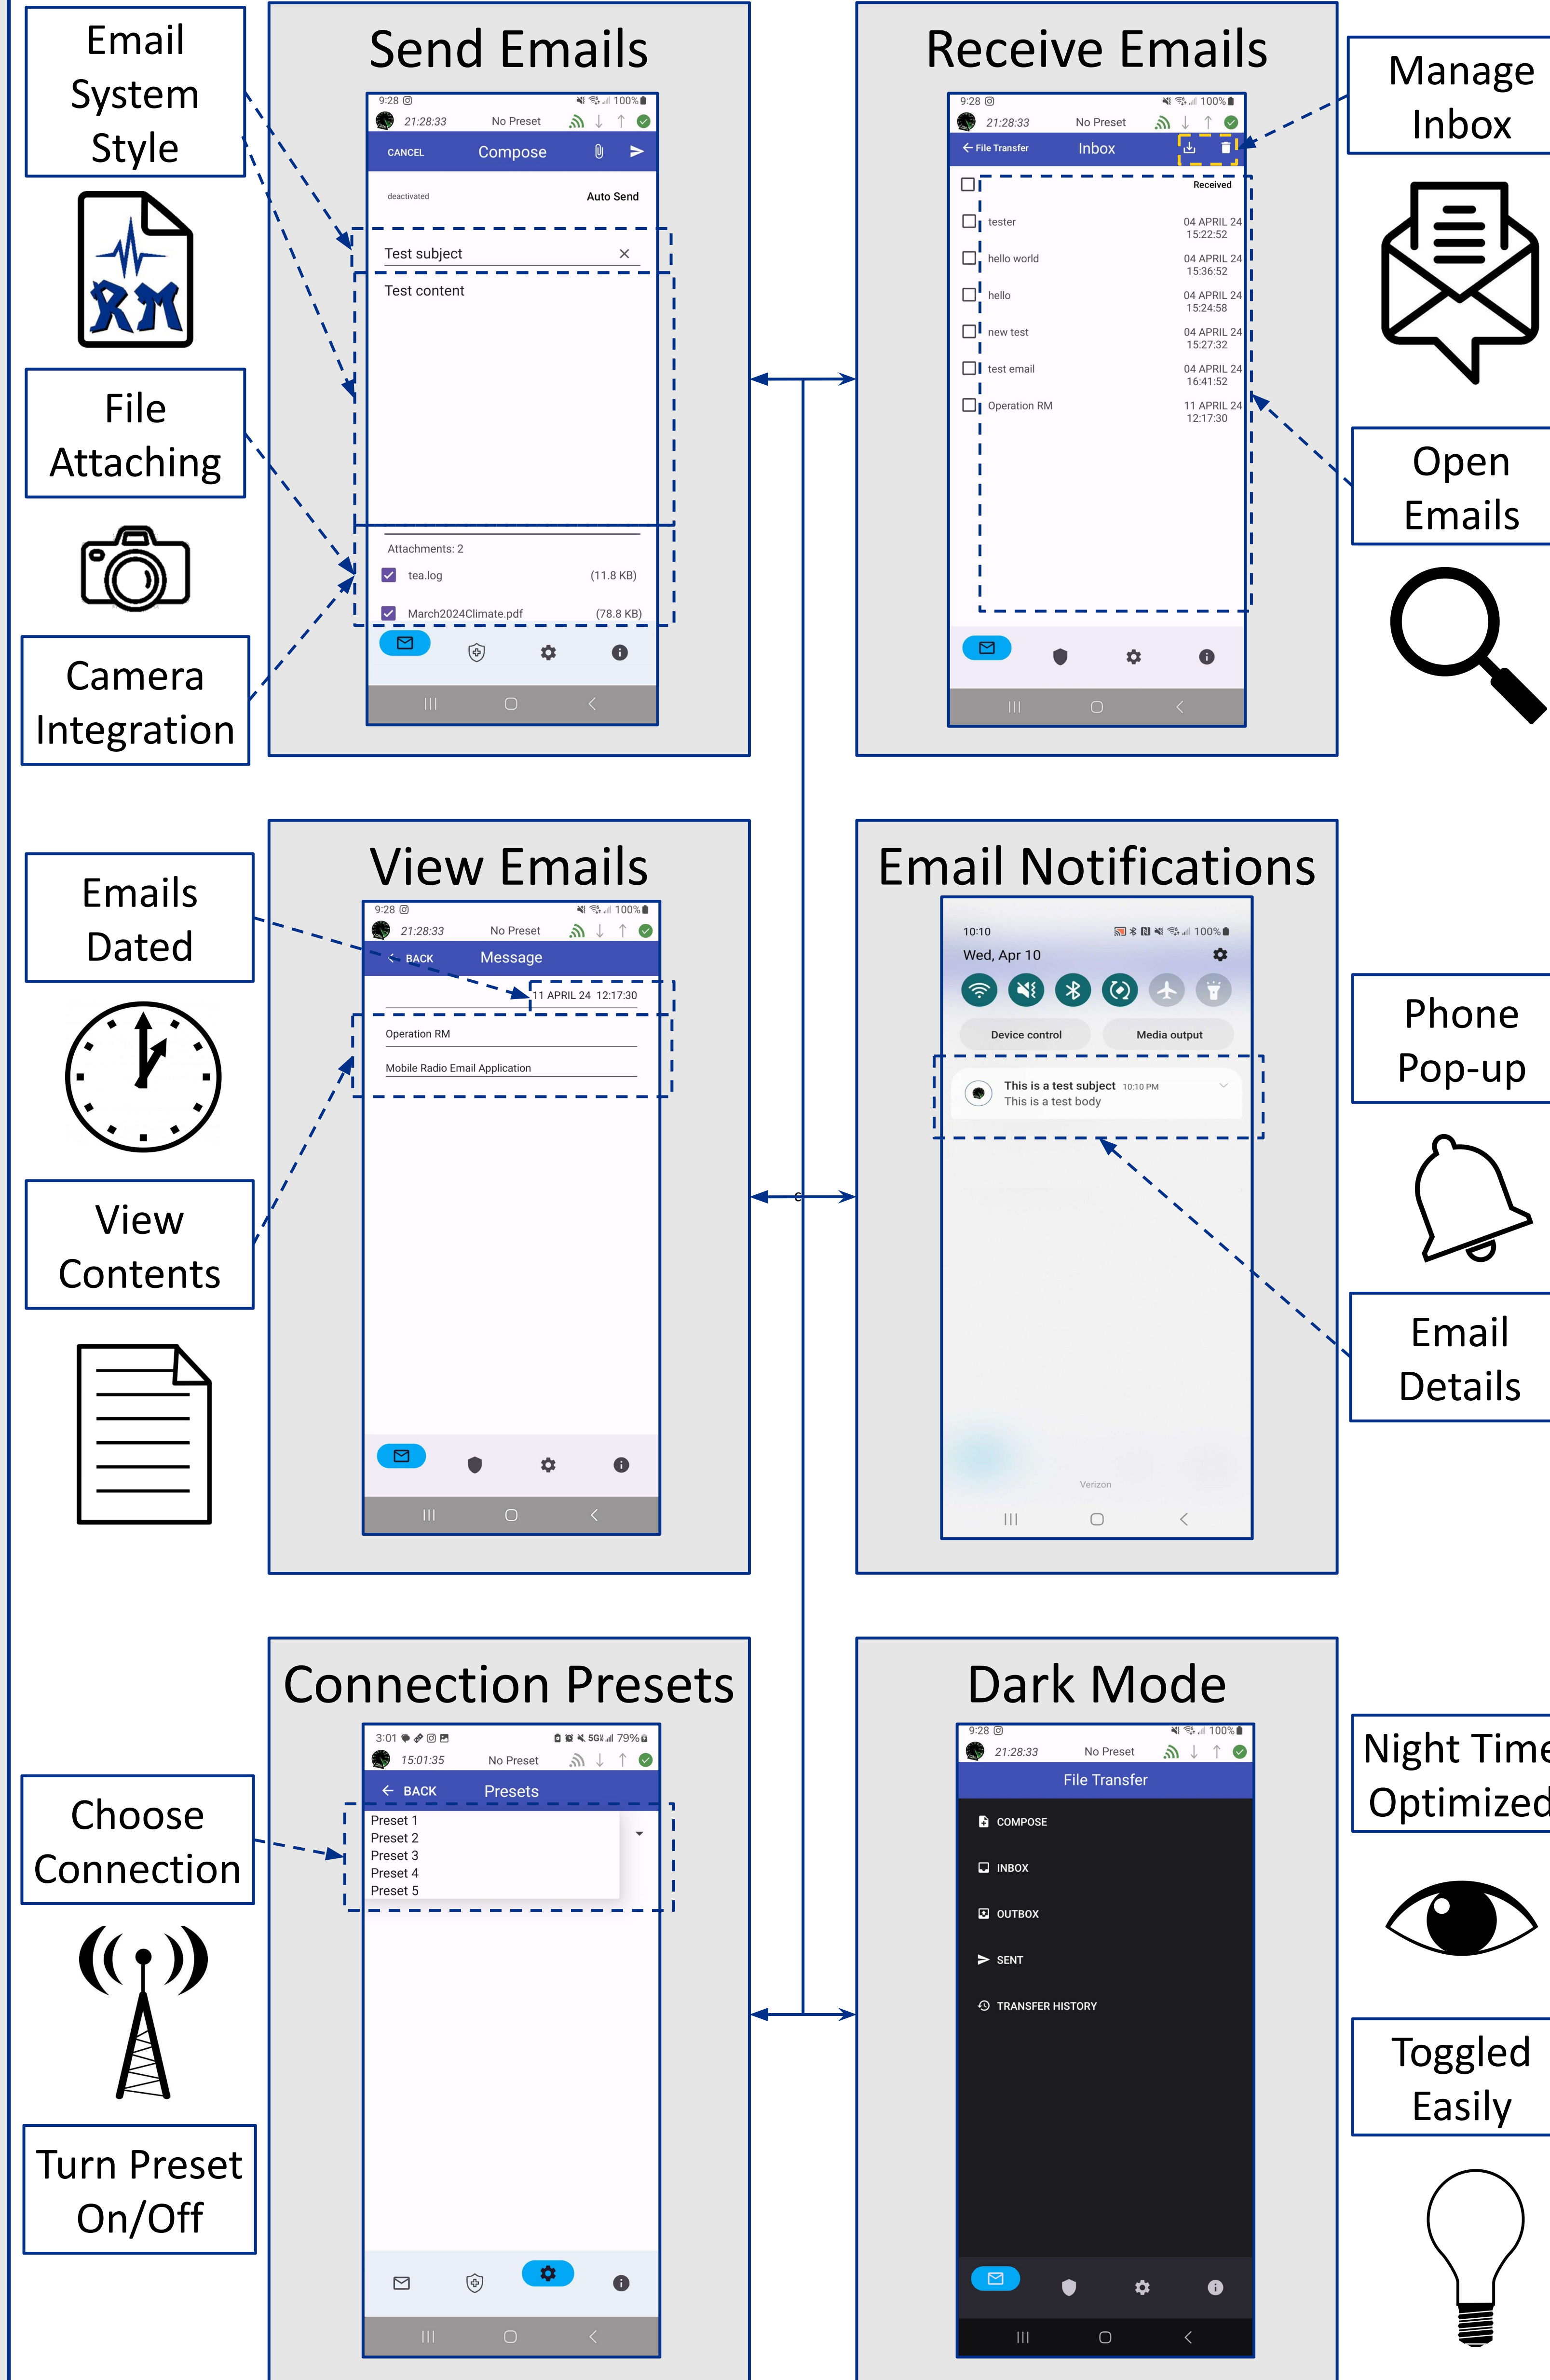 Email
System
Style
RM
File
Attaching
Camera
Integration
Send Emails
9:28
100%
21:28:33 No Preset
CANCEL Compose
deactivated Auto Send
Test subject
Test content
Attachments: 2
tea.log (11.8 KB)
March2024Climate.pdf (78.8 KB)
Receive Emails
9:28
100%
21:28:33 No Preset
File Transfer Inbox
Received
tester 04 APRIL 24
15:22:52
hello world 04 APRIL 24
15:36:52
hello 04 APRIL 24
15:24:58
new test 04 APRIL 24
15:27:32
test email 04 APRIL 24
16:41:52
Operation RM 11 APRIL 24
12:17:30
Manage
Inbox
Open
Emails
Emails
Dated
View
Contents
View Emails
9:28
100%
21:28:33 No Preset
BACK Message
11 APRIL 24 12:17:30
Operation RM
Mobile Radio Email Application
c
Email Notifications
10:10
100%
Wed, Apr 10
Device control Media output
This is a test subject 10:10 PM
This is a test body
Verizon
Phone
Pop-up
Email
Details
Choose
Connection
Turn Preset
On/Off
Connection Presets
3:01
5G 79%
15:01:35 No Preset
BACK Presets
Preset 1
Preset 2
Preset 3
Preset 4
Preset 5
Dark Mode
9:28
100%
21:28:33 No Preset
File Transfer
COMPOSE
INBOX
OUTBOX
SENT
TRANSFER HISTORY
Night Time
Optimized
Toggled
Easily